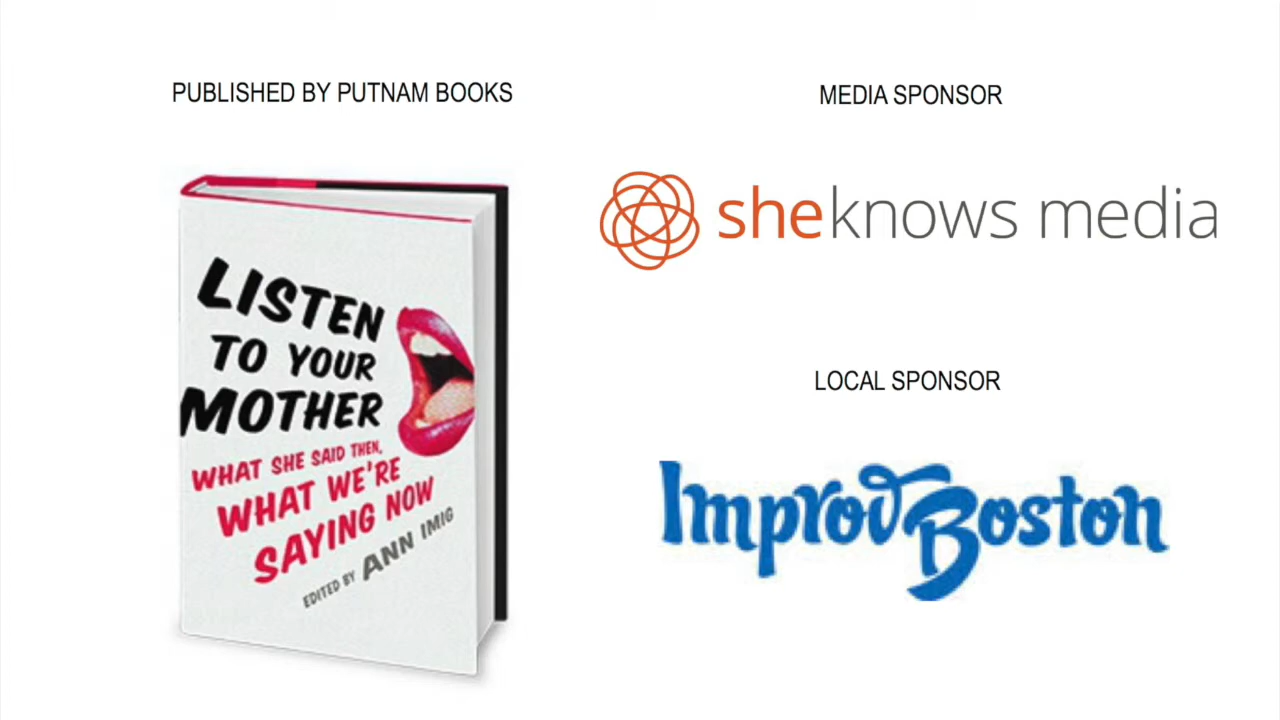 PUBLISHED BY PUTNAM BOOKS
LISTEN
TO YOUR
MOTHER
WHAT SHE SAID THEN,
WHAT WE'RE
SAYING NOW
EDITED BY ANN IMIG
MEDIA SPONSOR
sheknows media
LOCAL SPONSOR
ImprovBoston